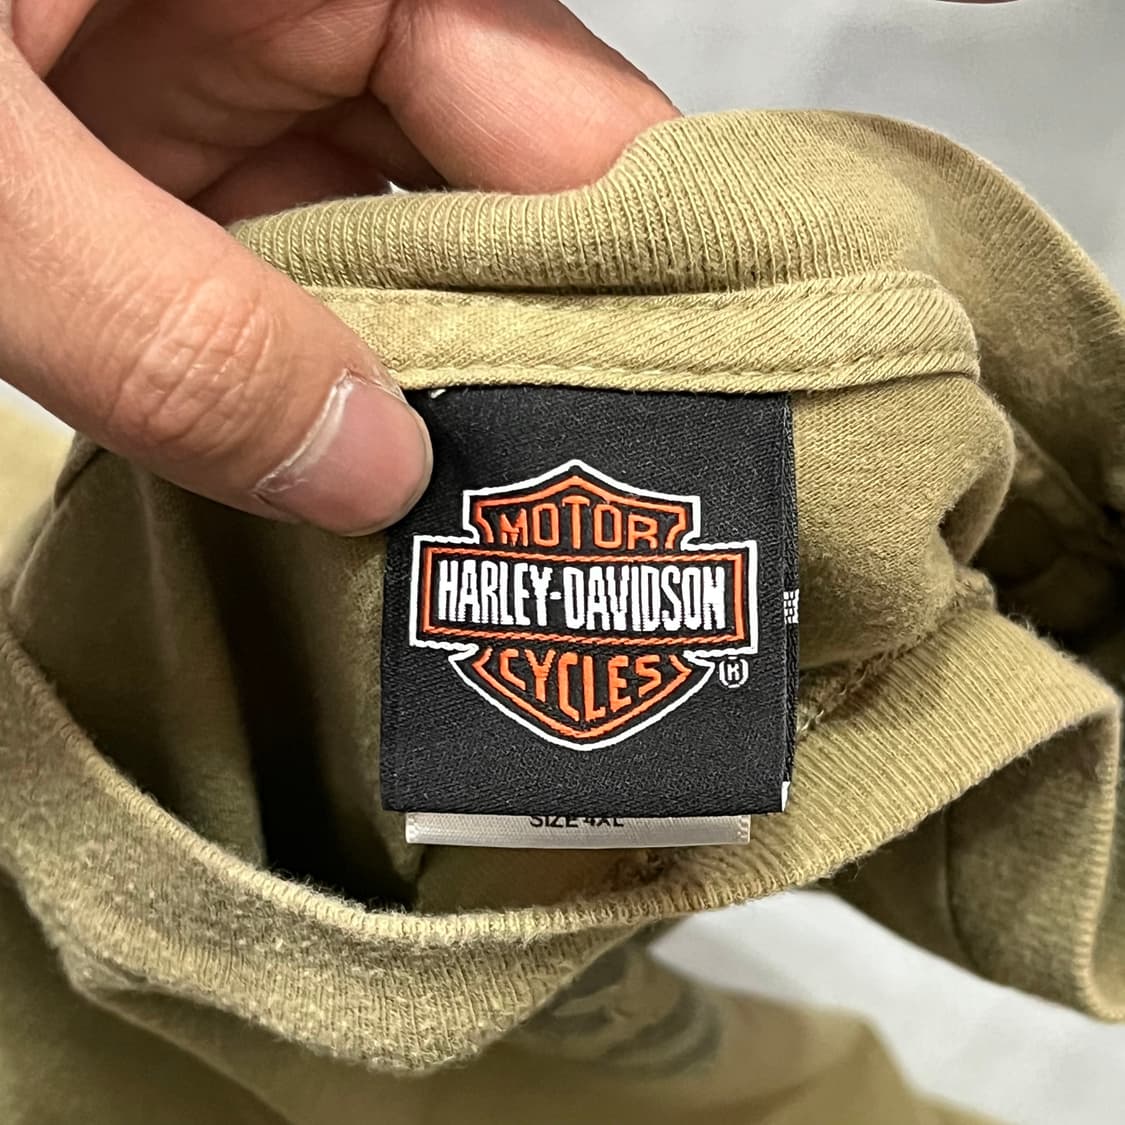 MOTOR
HARLEY-DAVIDSON
CYCLES
®
SIZE 4XL